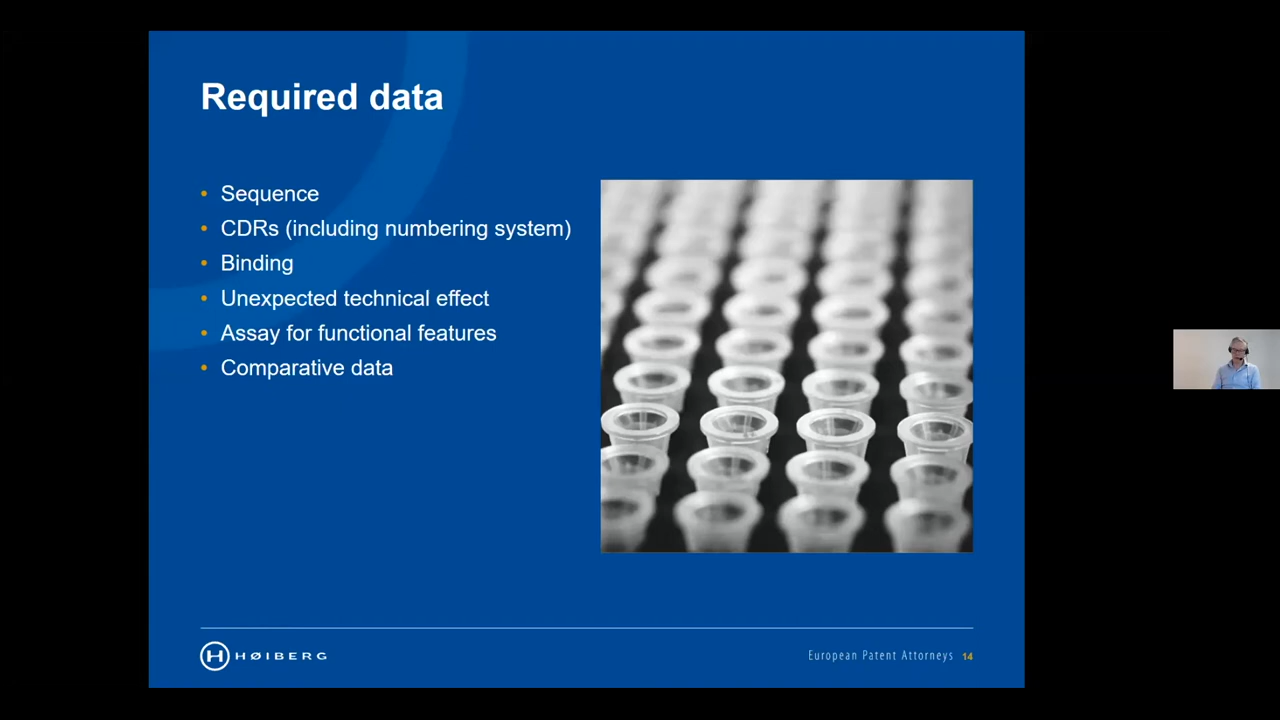 Required data
• Sequence
• CDRs (including numbering system)
• Binding
• Unexpected technical effect
• Assay for functional features
• Comparative data
H HØIBERG
European Patent Attorneys 14